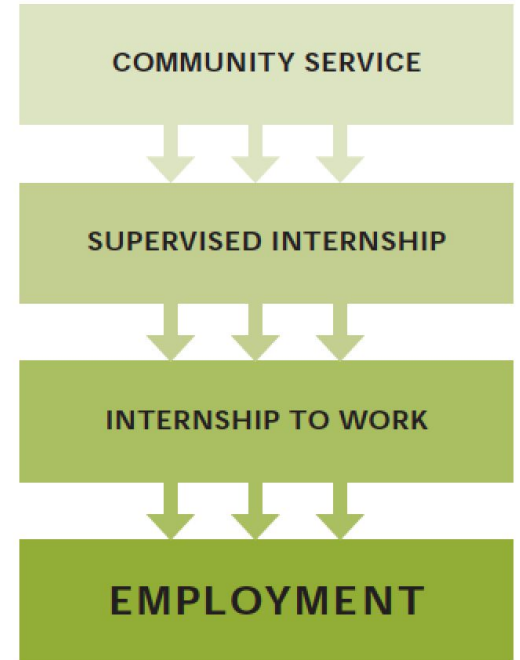 COMMUNITY SERVICE
SUPERVISED INTERNSHIP
INTERNSHIP TO WORK
EMPLOYMENT